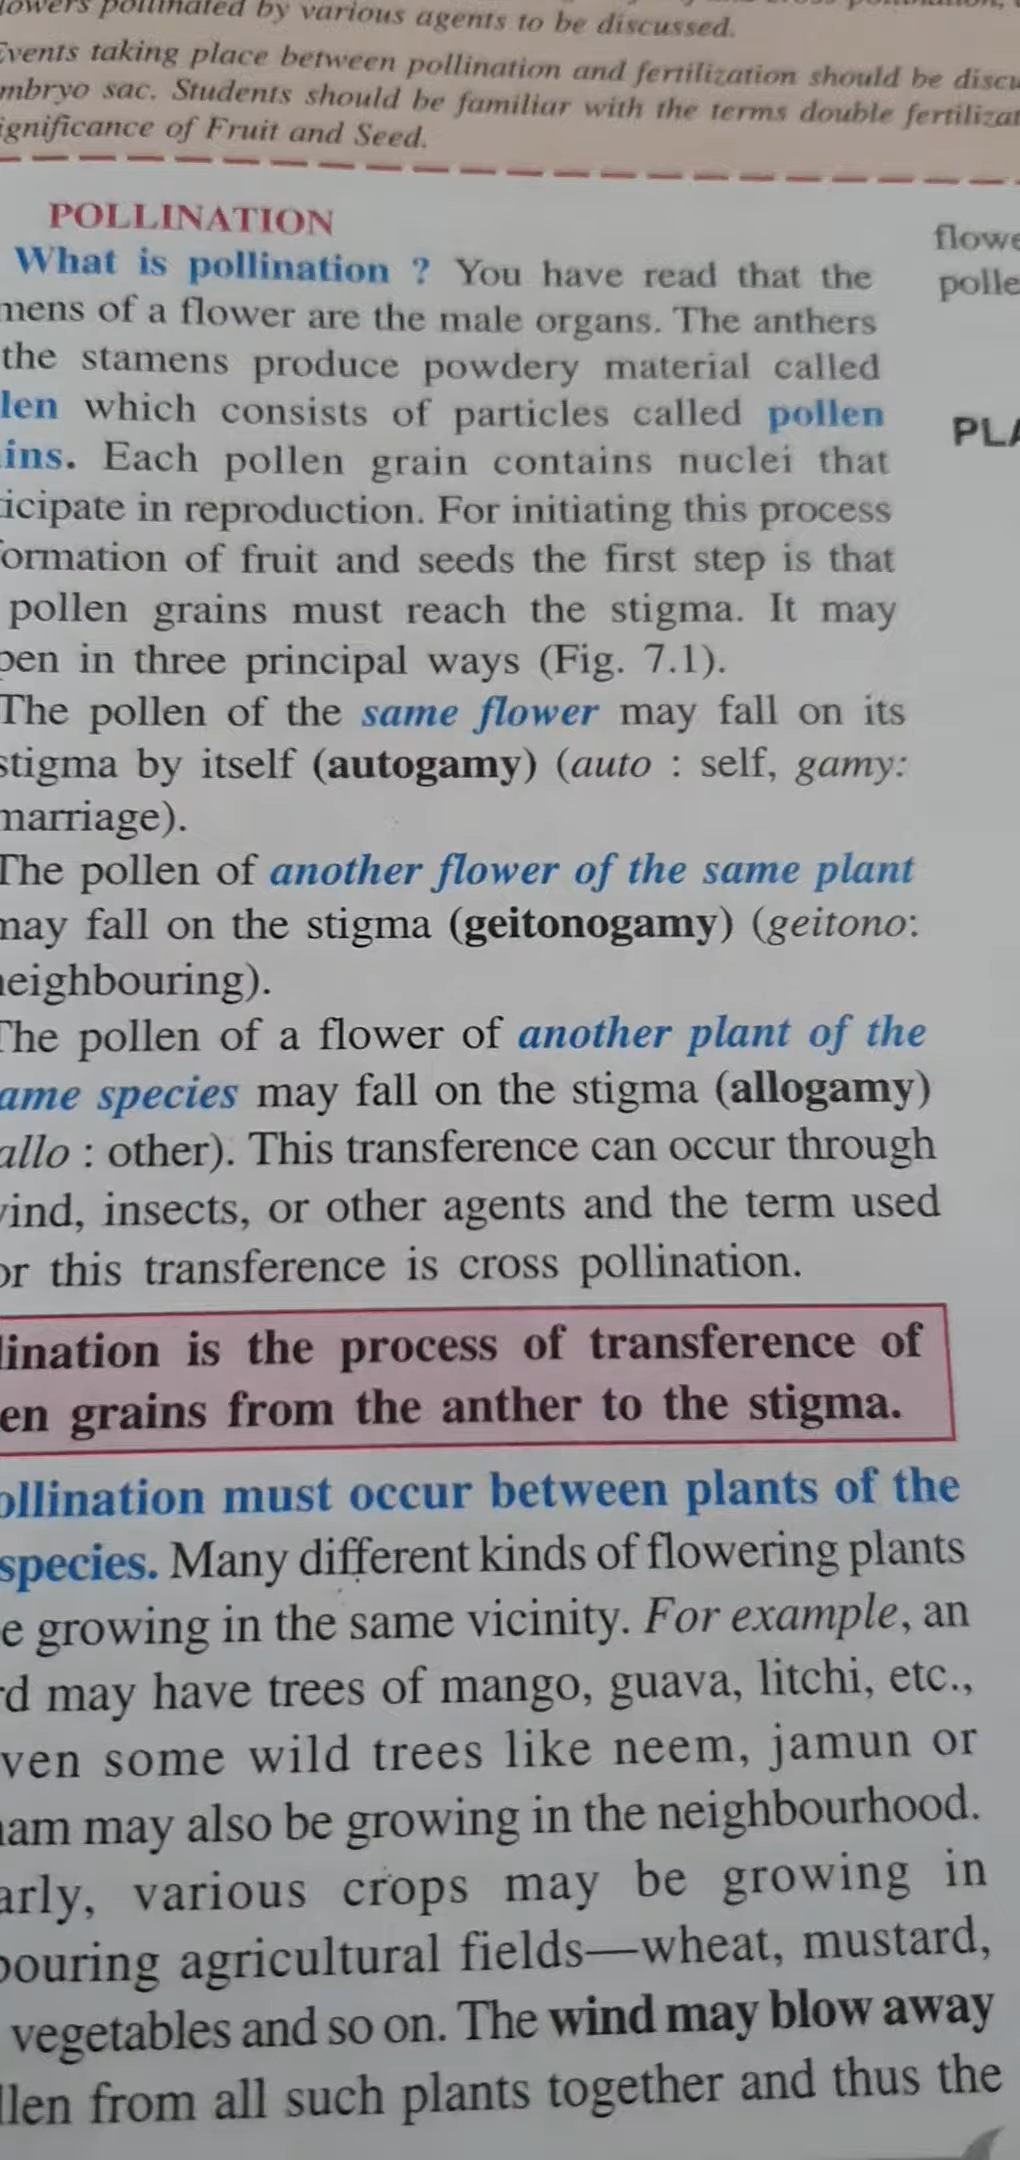 pollinated by various agents to be discussed.
Events taking place between pollination and fertilization should be discu
mbryo sac. Students should be familiar with the terms double fertilizat
ignificance of Fruit and Seed.
POLLINATION
What is pollination ? You have read that the
mens of a flower are the male organs. The anthers
the stamens produce powdery material called
len which consists of particles called pollen
ins. Each pollen grain contains nuclei that
icipate in reproduction. For initiating this process
ormation of fruit and seeds the first step is that
pollen grains must reach the stigma. It may
pen in three principal ways (Fig. 7.1).
The pollen of the same flower may fall on its
stigma by itself (autogamy) (auto : self, gamy:
marriage).
The pollen of another flower of the same plant
may fall on the stigma (geitonogamy) (geitono:
neighbouring).
The pollen of a flower of another plant of the
ame species may fall on the stigma (allogamy)
allo : other). This transference can occur through
vind, insects, or other agents and the term used
or this transference is cross pollination.
lination is the process of transference of
en grains from the anther to the stigma.
ollination must occur between plants of the
species. Many different kinds of flowering plants
e growing in the same vicinity. For example, an
rd may have trees of mango, guava, litchi, etc.,
ven some wild trees like neem, jamun or
am may also be growing in the neighbourhood.
arly, various crops may be growing in
bouring agricultural fields—wheat, mustard,
vegetables and so on. The wind may blow away
llen from all such plants together and thus the
flowe
polle
PLA